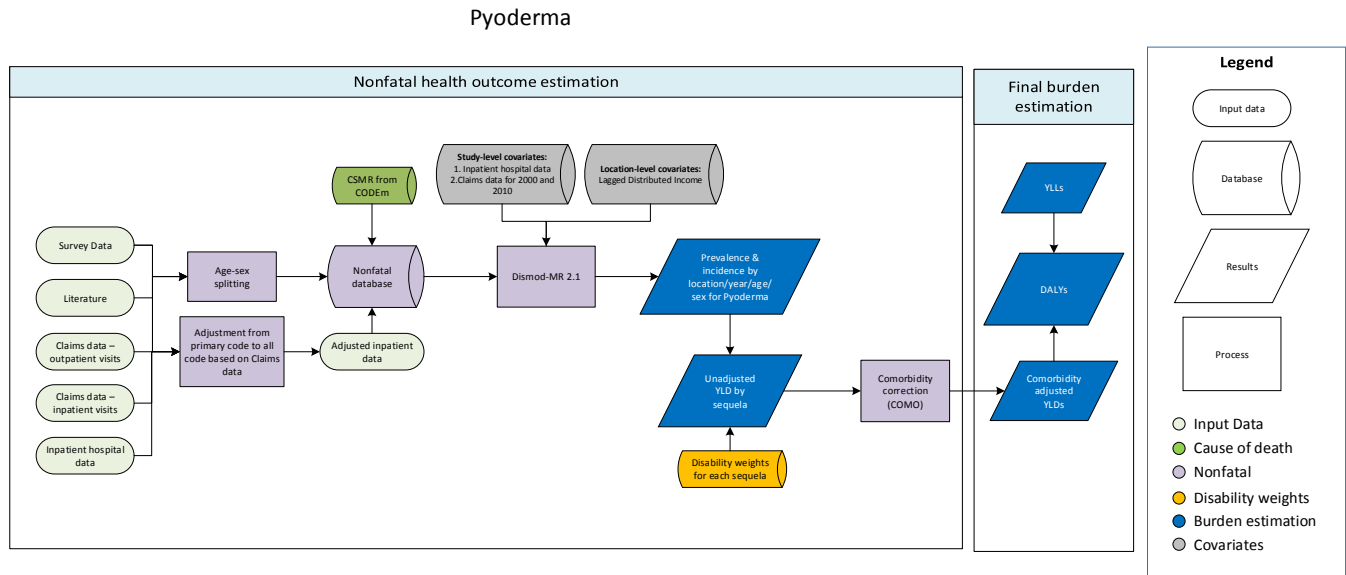 Pyoderma
Nonfatal health outcome estimation
Final burden
estimation
Legend
Input data
Database
Results
Process
Input Data
Cause of death
Nonfatal
Disability weights
Burden estimation
Covariates
Survey Data
Literature
Claims data –
outpatient visits
Claims data –
inpatient visits
Inpatient hospital
data
Age-sex
splitting
Adjustment from
primary code to all
code based on Claims
data
CSMR from
CODEm
Nonfatal
database
Adjusted inpatient
data
Study-level covariates:
1. Inpatient hospital data
2.Claims data for 2000 and
2010
Location-level covariates:
Lagged Distributed Income
Dismod-MR 2.1
Prevalence &
incidence by
location/year/age/
sex for Pyoderma
Unadjusted
YLD by
sequela
Disability weights
for each sequela
Comorbidity
correction
(COMO)
YLLs
DALYs
Comorbidity
adjusted
YLDs